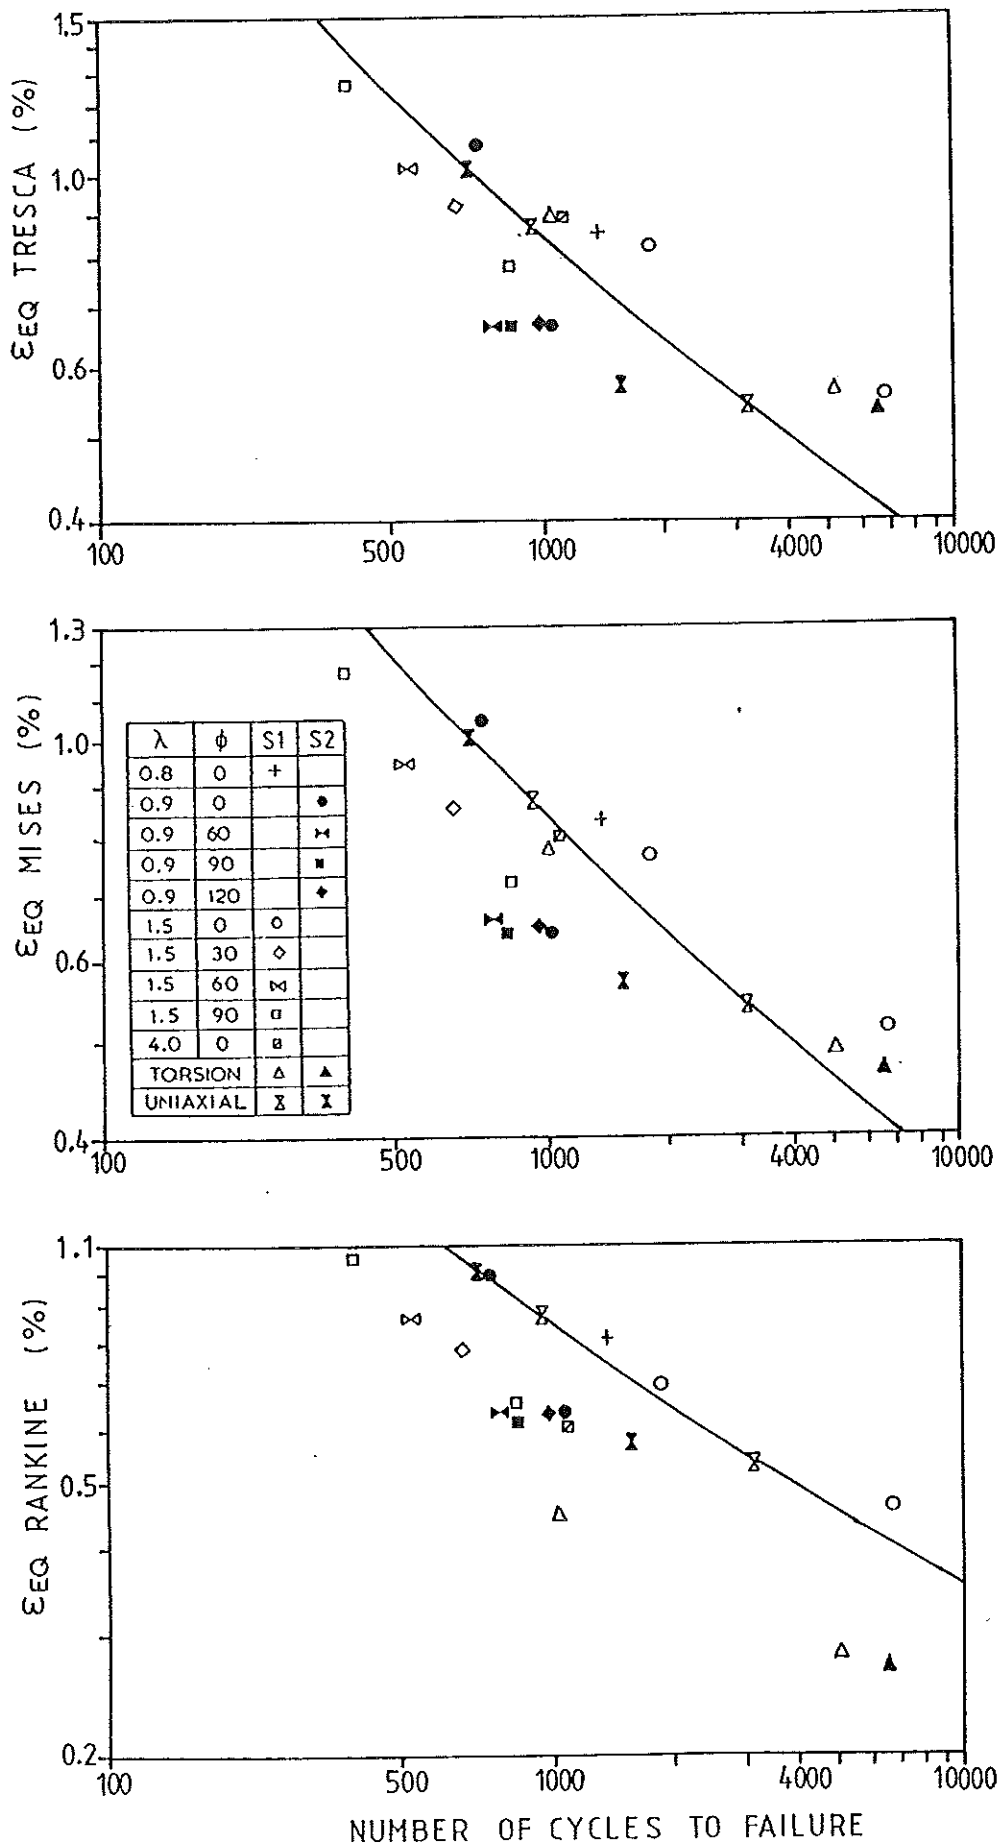 εEQ TRESCA (%)
1.5
1.0
0.6
0.4
100 500 1000 4000 10000
εEQ MISES (%)
1.3
1.0
0.6
0.4
λ ϕ S1 S2
0.8 0 +
0.9 0
0.9 60
0.9 90
0.9 120
1.5 0
1.5 30
1.5 60
1.5 90
4.0 0
TORSION
UNIAXIAL
100 500 1000 4000 10000
εEQ RANKINE (%)
1.1
0.5
0.2
100 500 1000 4000 10000
NUMBER OF CYCLES TO FAILURE